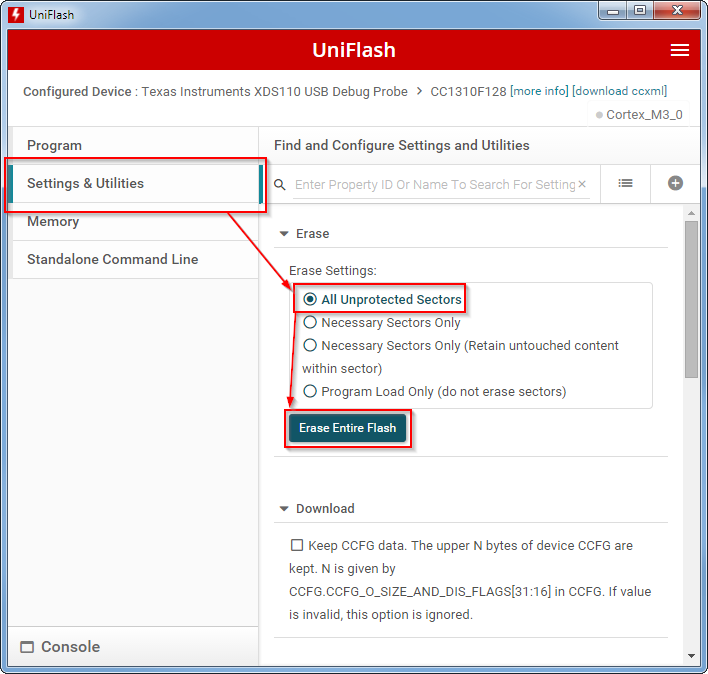 UniFlash
UniFlash
Configured Device : Texas Instruments XDS110 USB Debug Probe > CC1310F128 [more info] [download ccxml]
Cortex_M3_0
Program
Settings & Utilities
Memory
Standalone Command Line
Find and Configure Settings and Utilities
Enter Property ID Or Name To Search For Setting
Erase
Erase Settings:
All Unprotected Sectors
Necessary Sectors Only
Necessary Sectors Only (Retain untouched content
within sector)
Program Load Only (do not erase sectors)
Erase Entire Flash
Download
Keep CCFG data. The upper N bytes of device CCFG are
kept. N is given by
CCFG.CCFG_O_SIZE_AND_DIS_FLAGS[31:16] in CCFG. If value
is invalid, this option is ignored.
Console